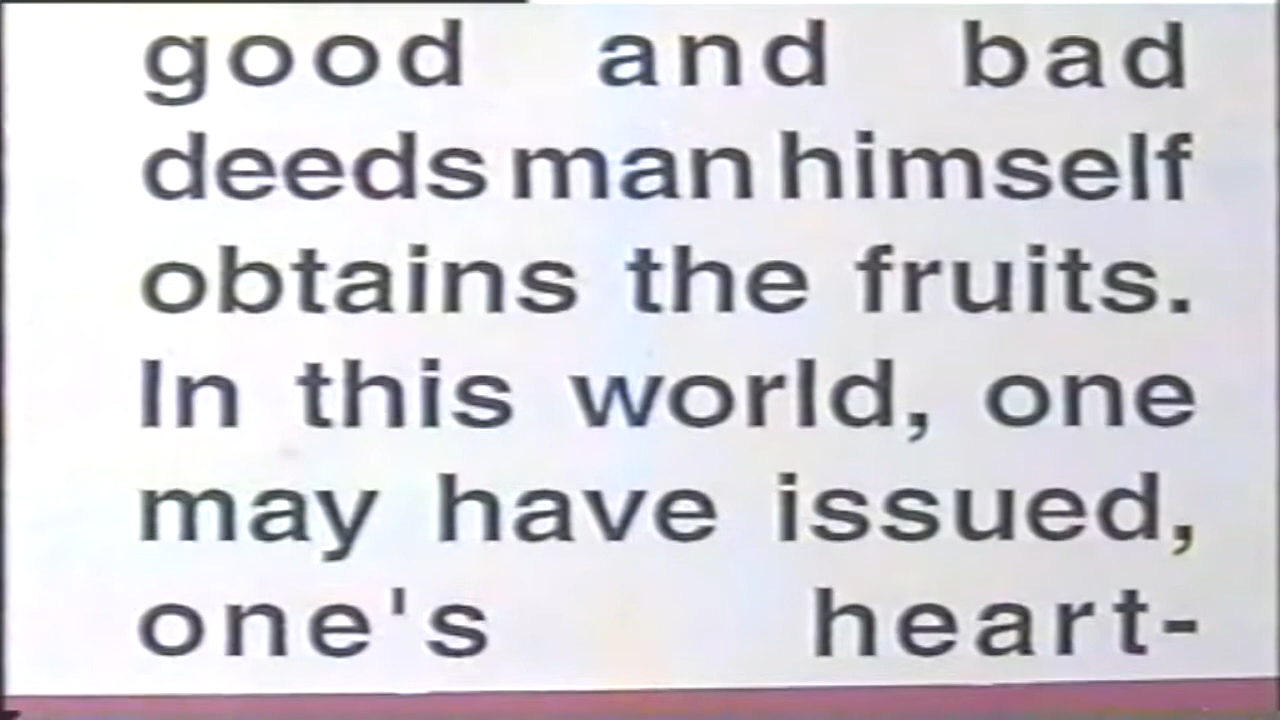 good and bad
deeds man himself
obtains the fruits.
In this world, one
may have issued,
one's heart-